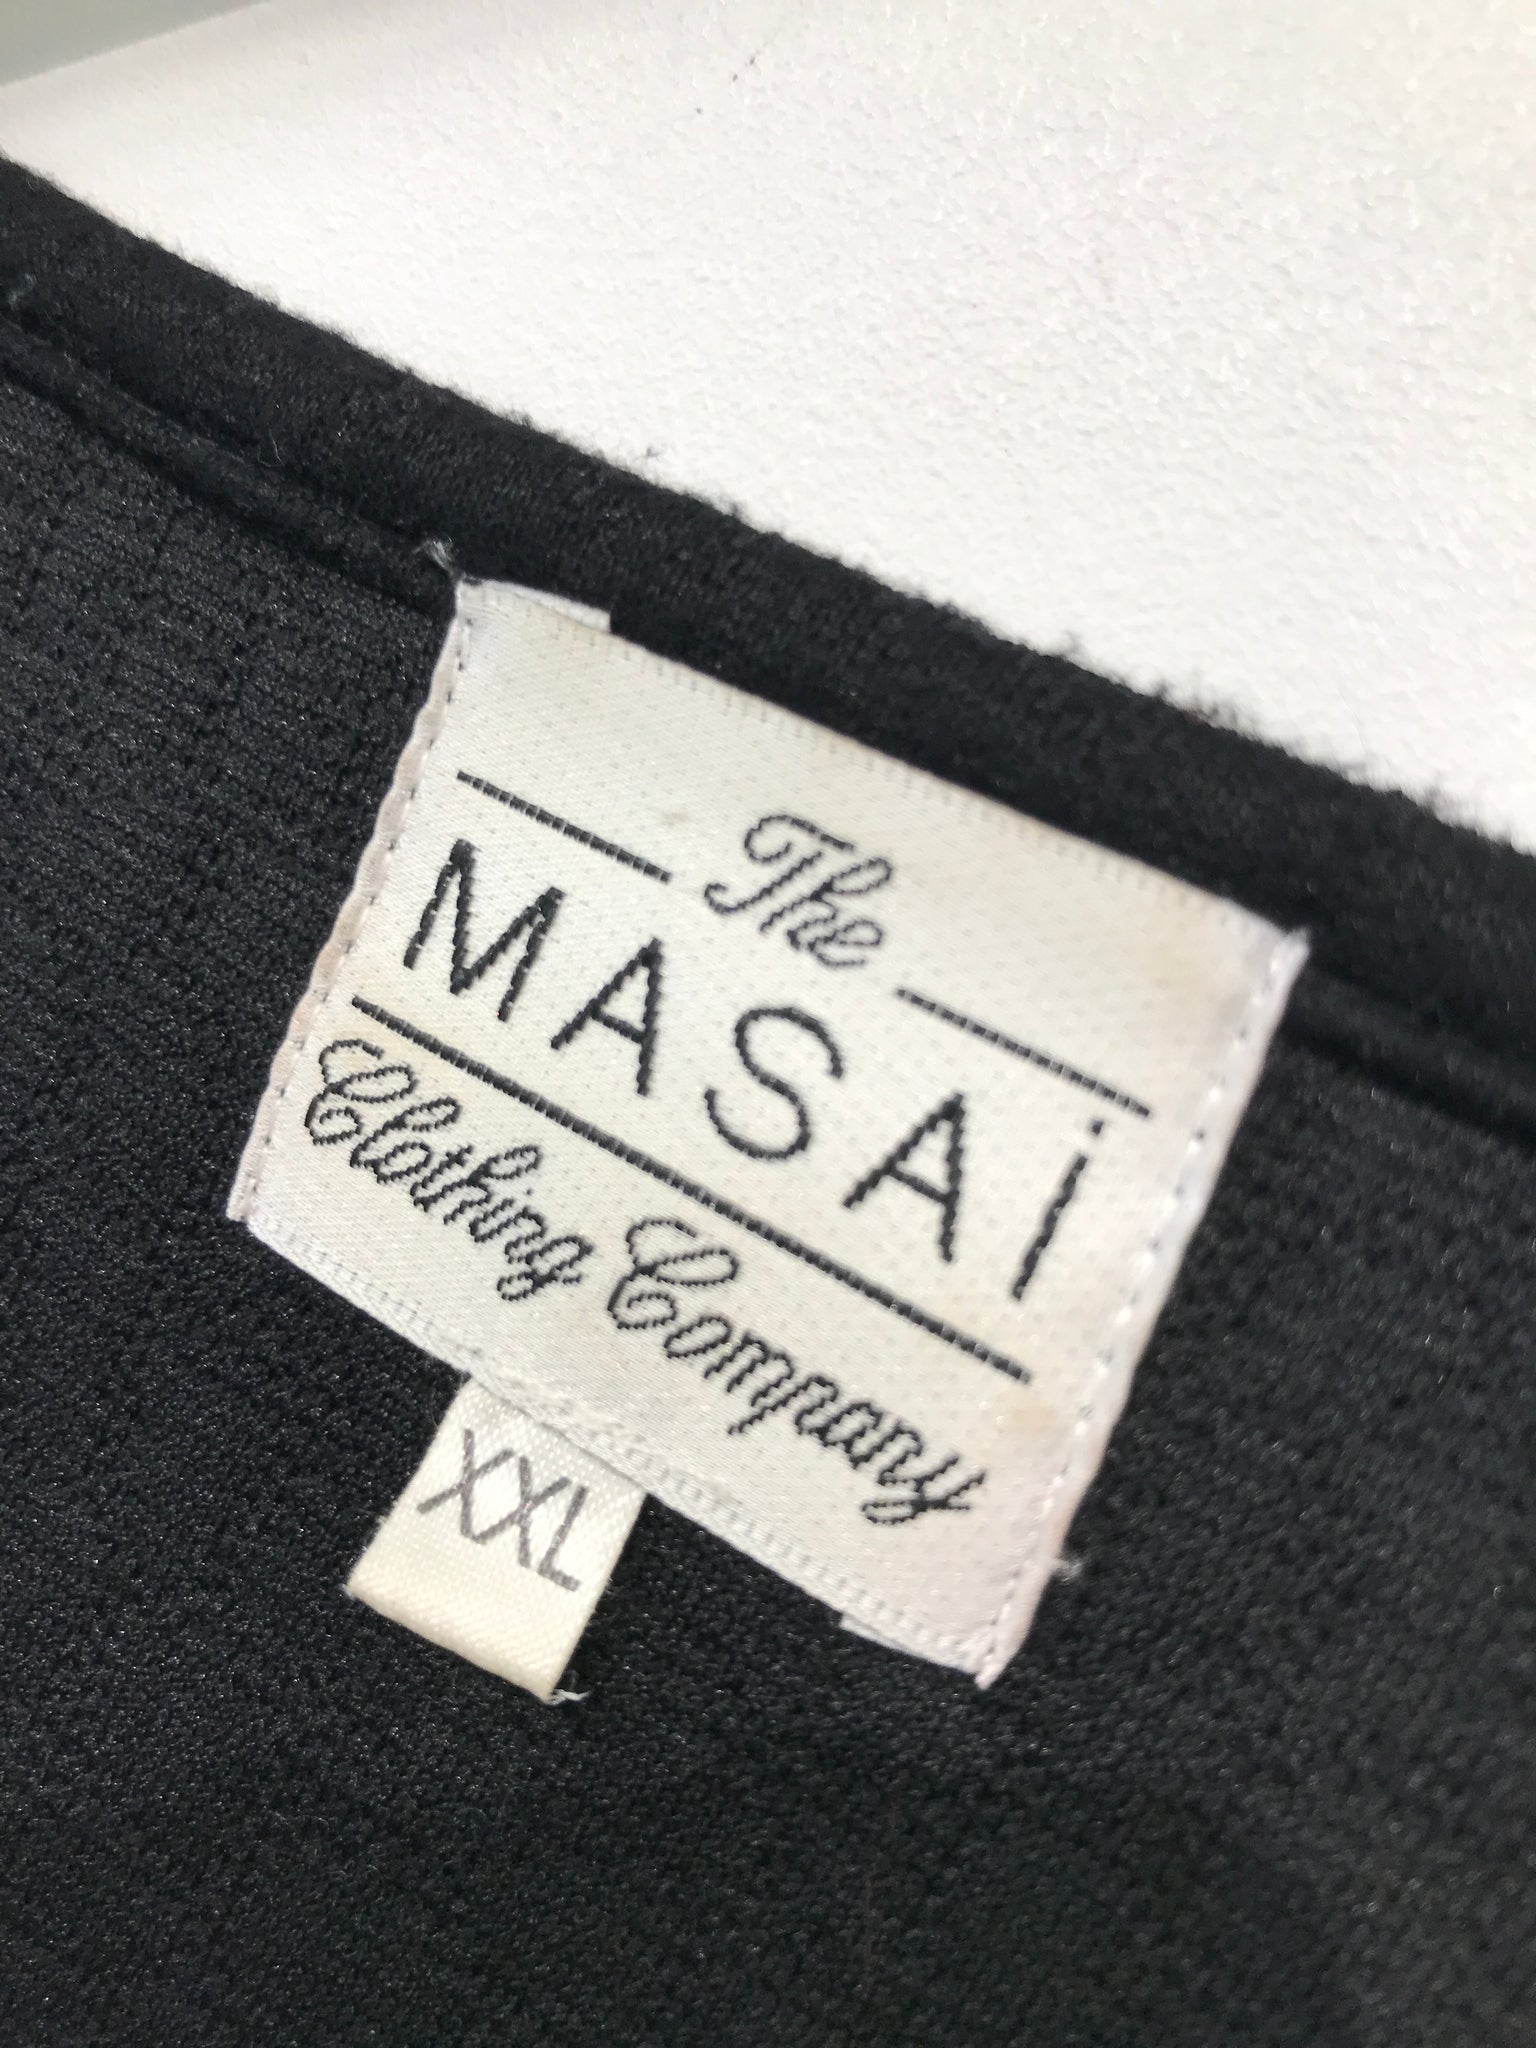 The
MASAi
Clothing Company
XXL